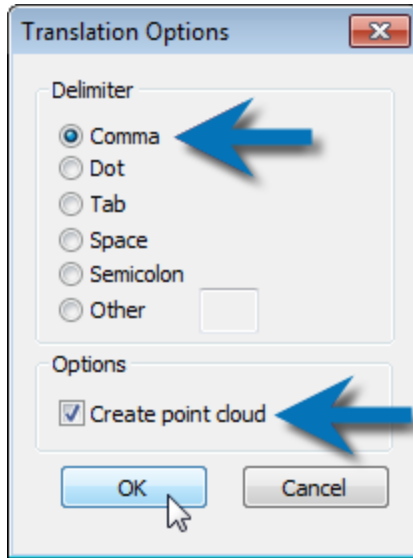 Translation Options
Delimiter
Comma
Dot
Tab
Space
Semicolon
Other
Options
Create point cloud
OK Cancel